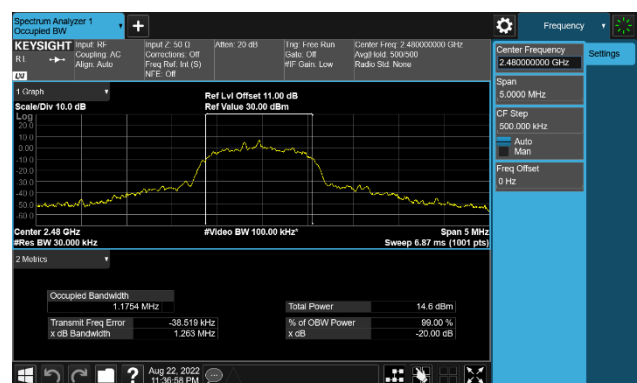 Spectrum Analyzer 1
Occupied BW
Frequency
KEYSIGHT
Input: RF
Coupling: AC
Align: Auto
Input Z: 50 Ω
Corrections: Off
Freq Ref: Int (S)
NFE: Off
Atten: 20 dB
Trig: Free Run
Gate: Off
#IF Gain: Low
Center Freq: 2.480000000 GHz
Avg|Hold: 500/500
Radio Std: None
LW
1 Graph
Scale/Div 10.0 dB
Ref Lvl Offset 11.00 dB
Ref Value 30.00 dBm
Log
20.0
10.0
0.00
-10.0
-20.0
-30.0
-40.0
-50.0
-60.0
Center 2.48 GHz
#Res BW 30.000 kHz
#Video BW 100.00 kHz*
Span 5 MHz
Sweep 6.87 ms (1001 pts)
2 Metrics
Occupied Bandwidth
1.1754 MHz
Total Power 14.6 dBm
Transmit Freq Error -38.519 kHz
% of OBW Power 99.00 %
x dB Bandwidth 1.263 MHz
x dB -20.00 dB
Aug 22, 2022
11:36:58 PM
Center Frequency
2.480000000 GHz
Settings
Span
5.0000 MHz
CF Step
500.000 kHz
Auto
Man
Freq Offset
0 Hz